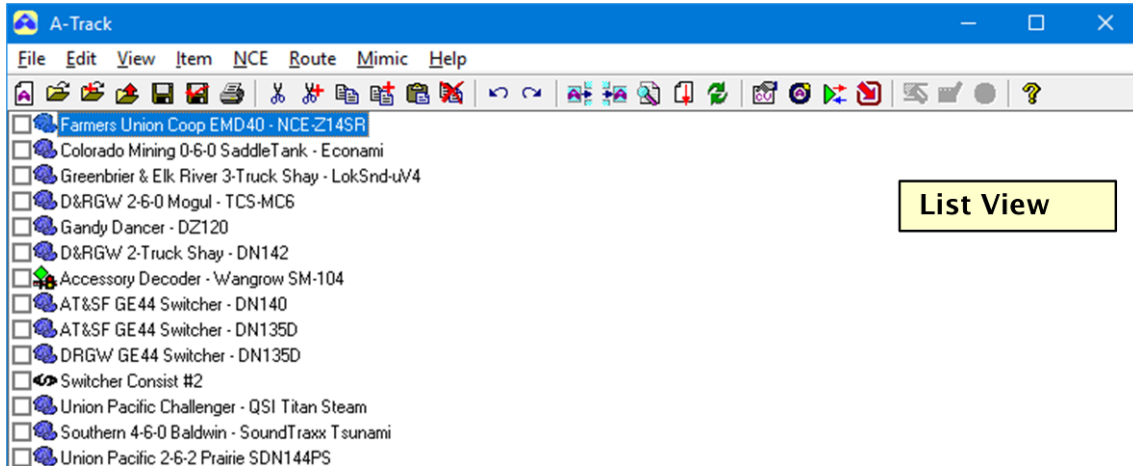 A-Track
File Edit View Item NCE Route Mimic Help
Farmers Union Coop EMD40 - NCE-Z14SR
Colorado Mining 0-6-0 SaddleTank - Econami
Greenbrier & Elk River 3-Truck Shay - LokSnd-uV4
List View
D&RGW 2-6-0 Mogul - TCS-MC6
Gandy Dancer - DZ120
D&RGW 2-Truck Shay - DN142
Accessory Decoder - Wangrow SM-104
AT&SF GE44 Switcher - DN140
AT&SF GE44 Switcher - DN135D
DRGW GE44 Switcher - DN135D
Switcher Consist #2
Union Pacific Challenger - QSI Titan Steam
Southern 4-6-0 Baldwin - SoundTraxx Tsunami
Union Pacific 2-6-2 Prairie SDN144PS